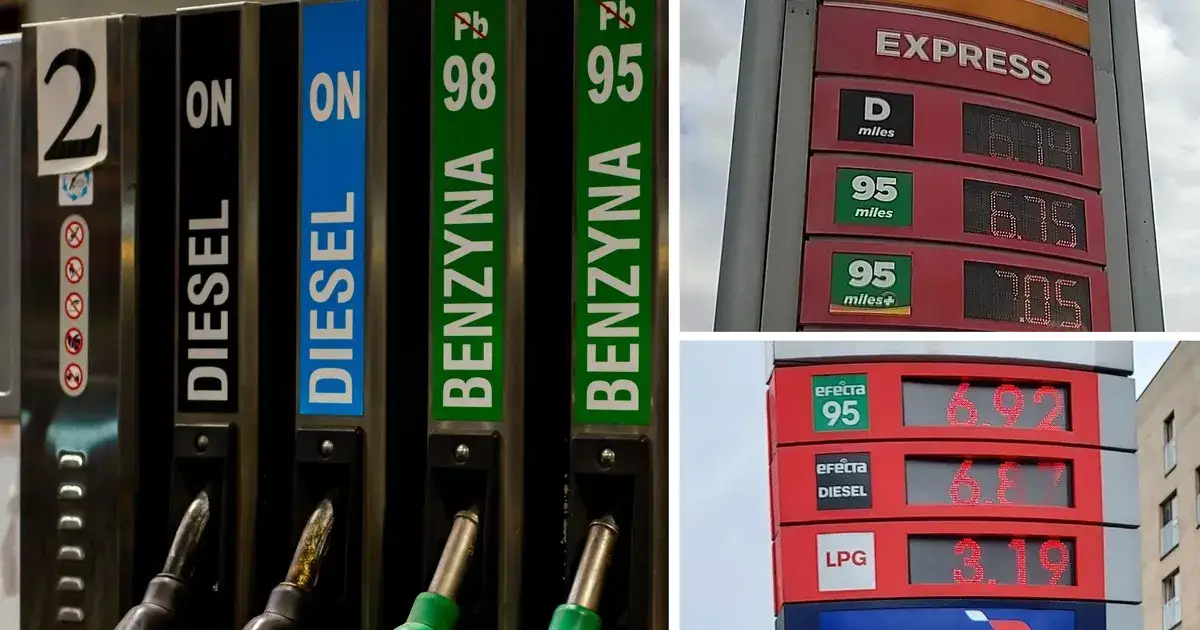 2
ON
DIESEL
ON
DIESEL
Pb
98
BENZYNA
Pb
95
BENZYNA
EXPRESS
D
miles
6.74
95
miles
6.75
95
miles+
7.05
efecta
95
6.92
efecta
DIESEL
6.87
LPG
3.19